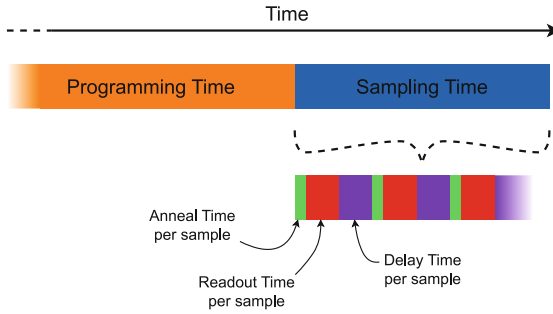 Time
Programming Time
Sampling Time
Anneal Time
per sample
Readout Time
per sample
Delay Time
per sample